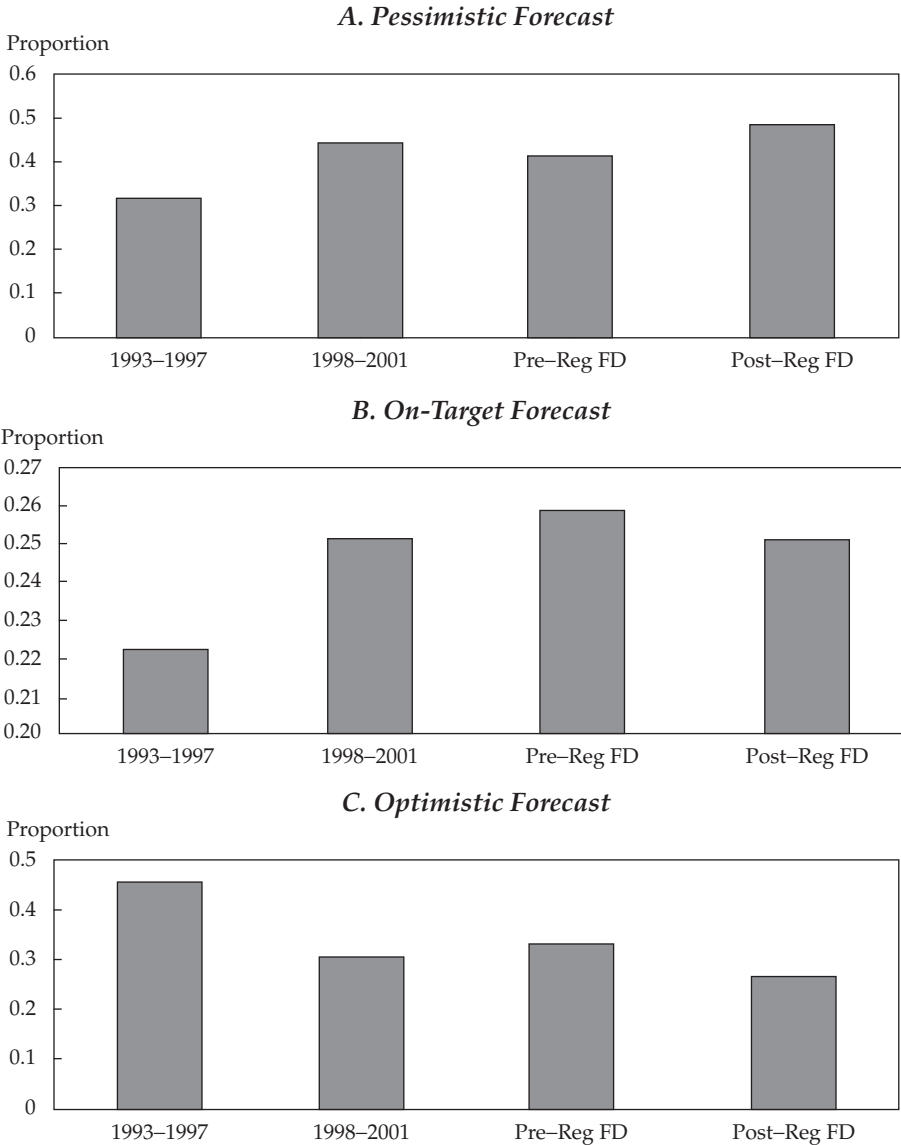 A. Pessimistic Forecast
Proportion
0.6
0.5
0.4
0.3
0.2
0.1
0
1993–1997 1998–2001 Pre–Reg FD Post–Reg FD
B. On-Target Forecast
Proportion
0.27
0.26
0.25
0.24
0.23
0.22
0.21
0.20
1993–1997 1998–2001 Pre–Reg FD Post–Reg FD
C. Optimistic Forecast
Proportion
0.5
0.4
0.3
0.2
0.1
0
1993–1997 1998–2001 Pre–Reg FD Post–Reg FD